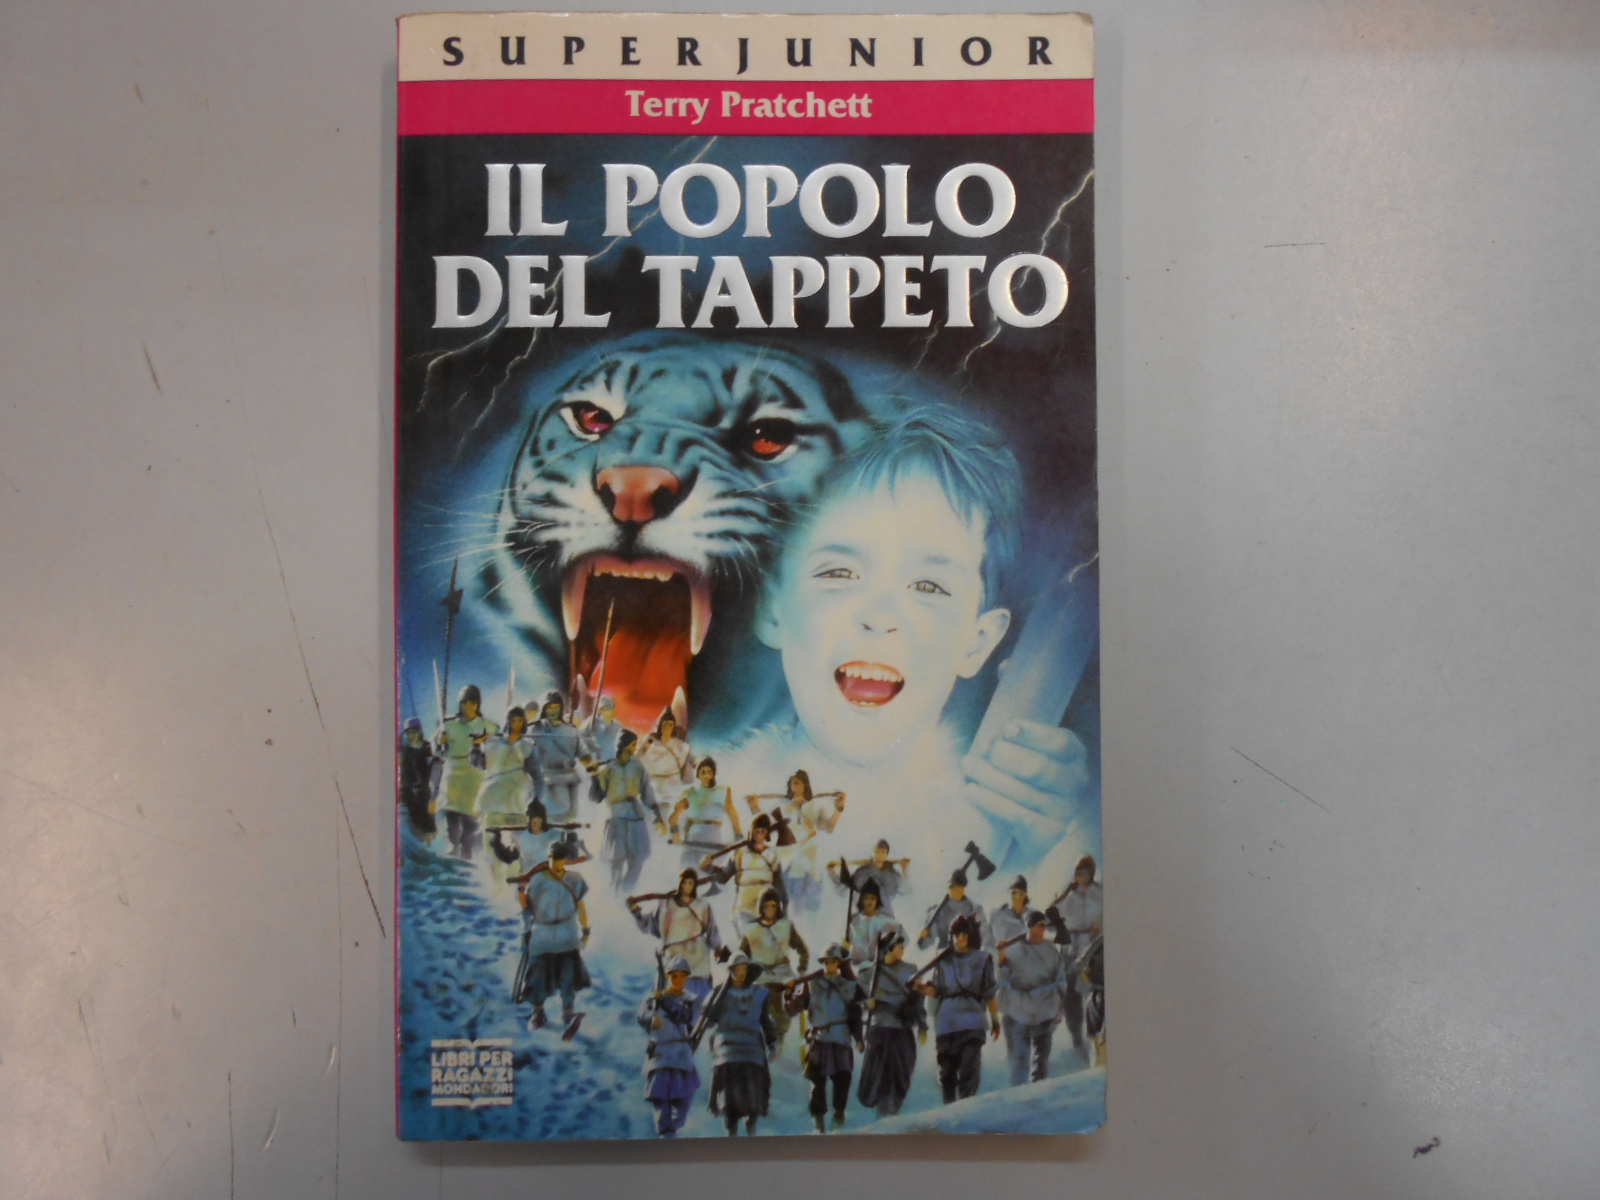 SUPERJUNIOR
Terry Pratchett
IL POPOLO
DEL TAPPETO
LIBRI PER
RAGAZZI
MONDADORI